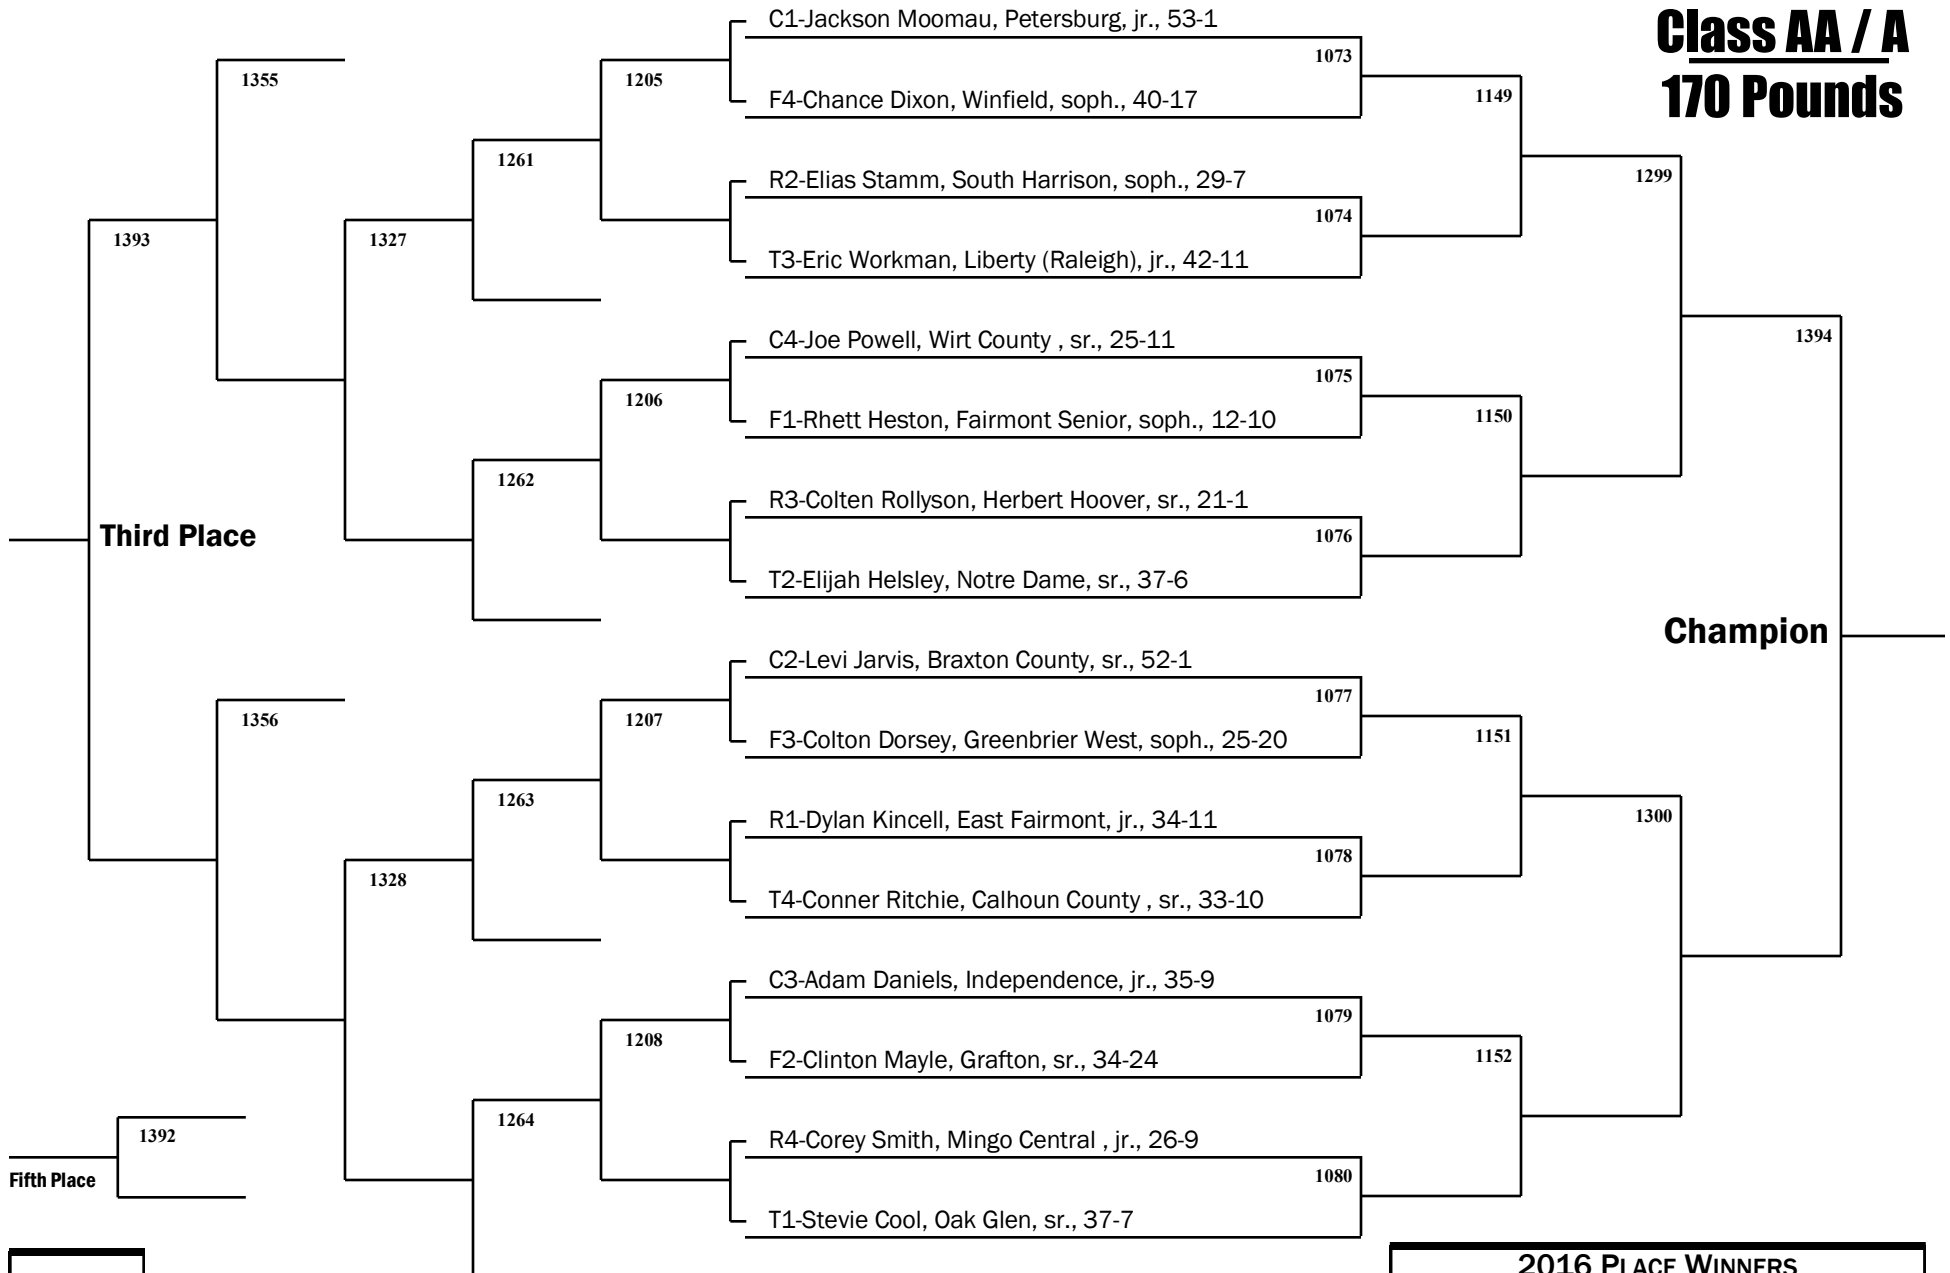 Class AA / A
170 Pounds
C1-Jackson Moomau, Petersburg, jr., 53-1
1073
1355
1205
F4-Chance Dixon, Winfield, soph., 40-17
1149
1261
R2-Elias Stamm, South Harrison, soph., 29-7
1299
1074
1393
1327
T3-Eric Workman, Liberty (Raleigh), jr., 42-11
C4-Joe Powell, Wirt County , sr., 25-11
1394
1075
1206
F1-Rhett Heston, Fairmont Senior, soph., 12-10
1150
1262
R3-Colten Rollyson, Herbert Hoover, sr., 21-1
1076
Third Place
T2-Elijah Helsley, Notre Dame, sr., 37-6
Champion
C2-Levi Jarvis, Braxton County, sr., 52-1
1077
1356
1207
F3-Colton Dorsey, Greenbrier West, soph., 25-20
1151
1263
R1-Dylan Kincell, East Fairmont, jr., 34-11
1300
1078
1328
T4-Conner Ritchie, Calhoun County , sr., 33-10
C3-Adam Daniels, Independence, jr., 35-9
1079
1208
F2-Clinton Mayle, Grafton, sr., 34-24
1152
1264
1392
R4-Corey Smith, Mingo Central , jr., 26-9
1080
Fifth Place
T1-Stevie Cool, Oak Glen, sr., 37-7
2016 PLACE WINNERS